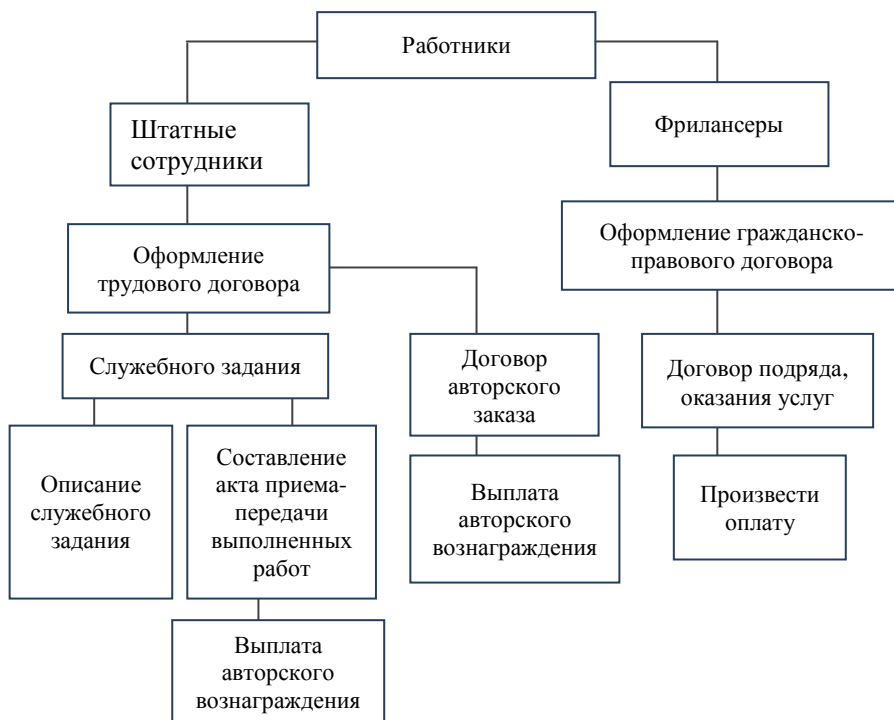 Работники
Штатные
сотрудники
Фрилансеры
Оформление
трудового договора
Оформление гражданско-
правового договора
Служебного задания
Договор
авторского
заказа
Договор подряда,
оказания услуг
Описание
служебного
задания
Составление
акта приема-
передачи
выполненных
работ
Выплата
авторского
вознаграждения
Произвести
оплату
Выплата
авторского
вознаграждения